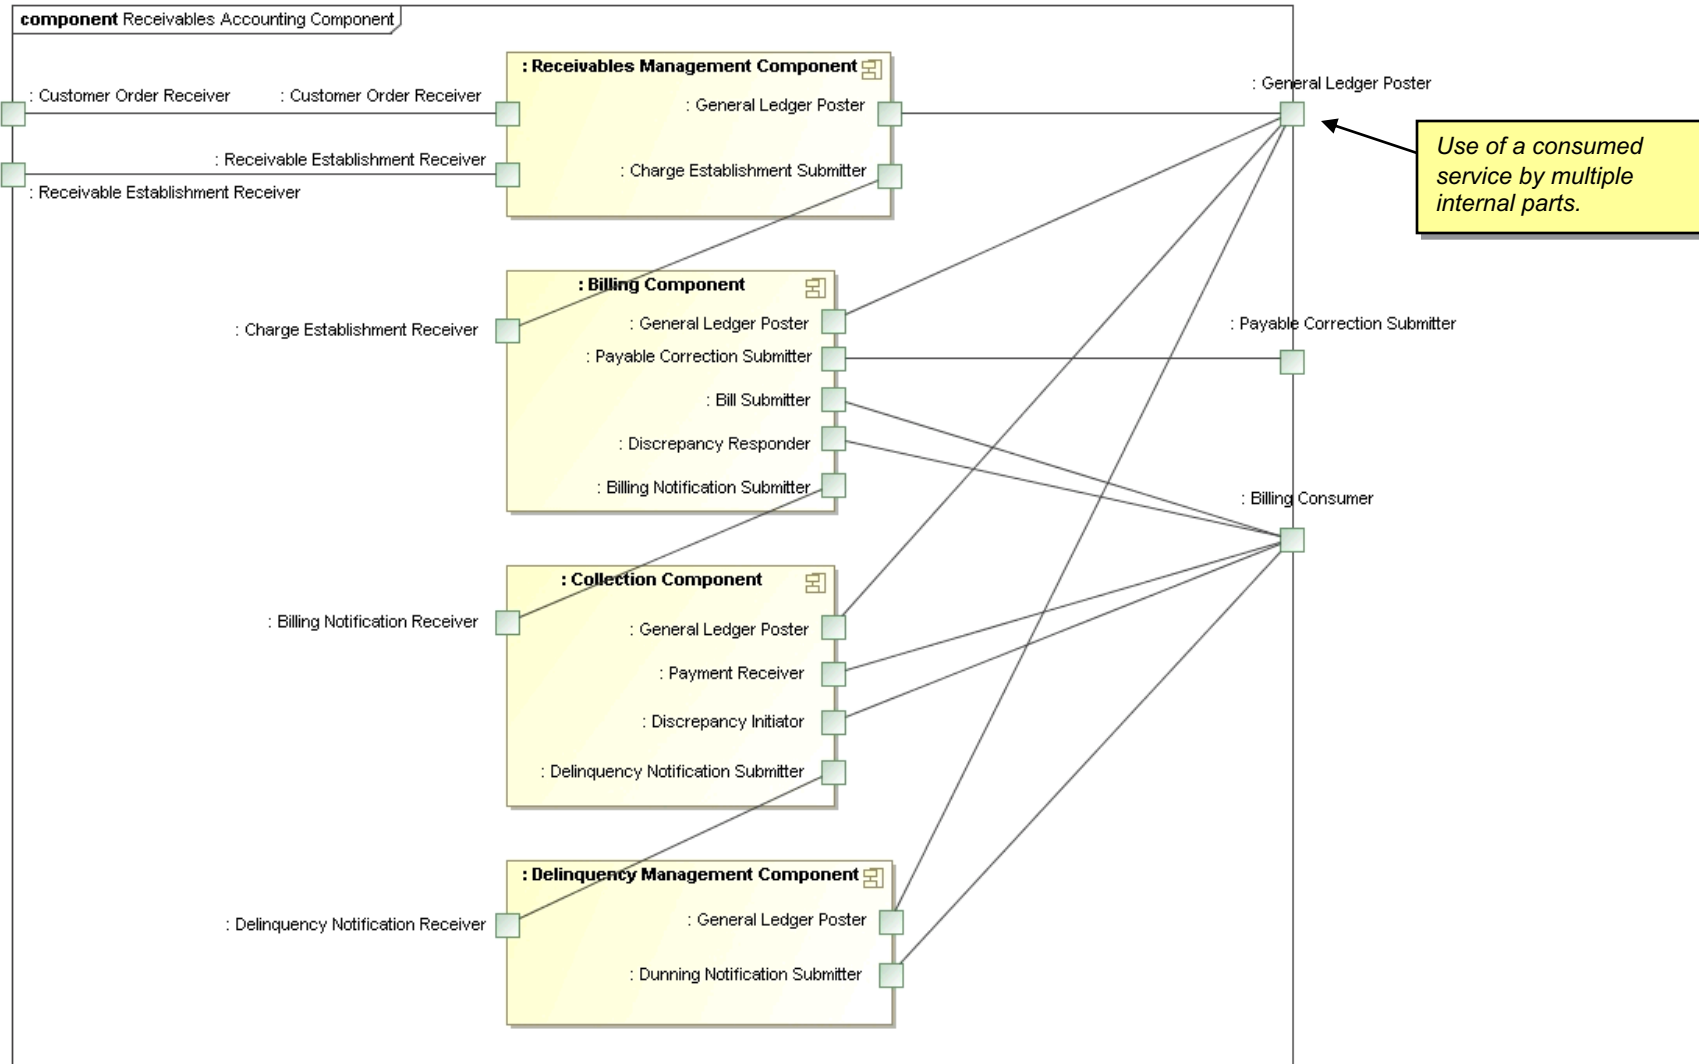 component Receivables Accounting Component
: Receivables Management Component
: General Ledger Poster
: Customer Order Receiver
: Customer Order Receiver
: General Ledger Poster
Use of a consumed
service by multiple
internal parts.
: Receivable Establishment Receiver
: Charge Establishment Submitter
: Receivable Establishment Receiver
: Billing Component
: Charge Establishment Receiver
: General Ledger Poster
: Payable Correction Submitter
: Payable Correction Submitter
: Bill Submitter
: Discrepancy Responder
: Billing Notification Submitter
: Billing Consumer
: Collection Component
: Billing Notification Receiver
: General Ledger Poster
: Payment Receiver
: Discrepancy Initiator
: Delinquency Notification Submitter
: Delinquency Management Component
: Delinquency Notification Receiver
: General Ledger Poster
: Dunning Notification Submitter